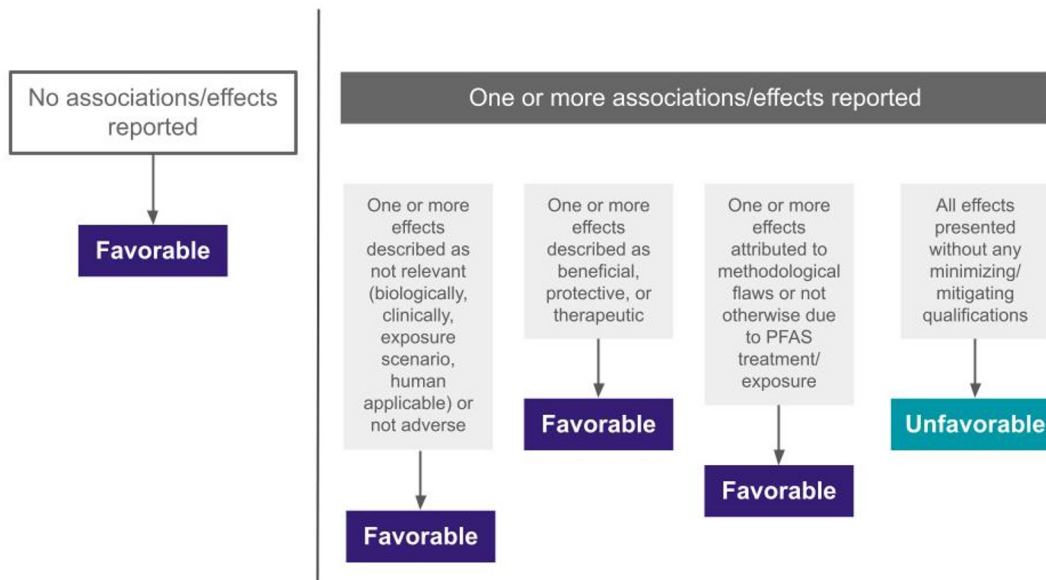 No associations/effects
reported
Favorable
One or more associations/effects reported
One or more
effects
described as
not relevant
(biologically,
clinically,
exposure
scenario,
human
applicable) or
not adverse
Favorable
One or more
effects
described as
beneficial,
protective, or
therapeutic
Favorable
One or more
effects
attributed to
methodological
flaws or not
otherwise due
to PFAS
treatment/
exposure
Favorable
All effects
presented
without any
minimizing/
mitigating
qualifications
Unfavorable